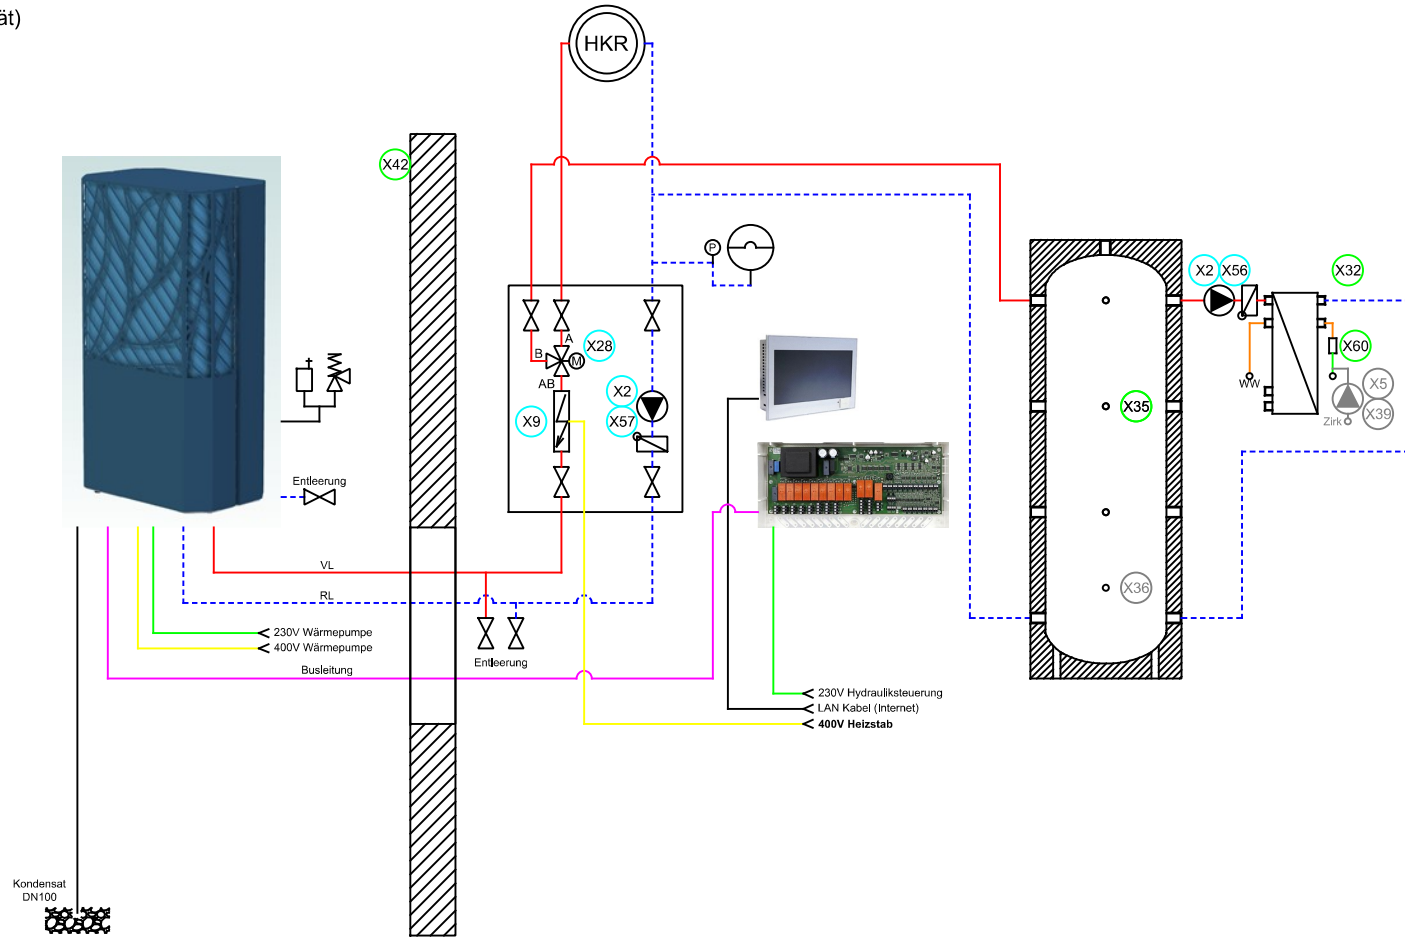 ät)
HKR
X42
P
X2
X56
X32
A
X28
B
M
AB
X60
WW
X2
X5
X9
X57
X35
X39
Zirk
Entleerung
VL
X36
RL
230V Wärmepumpe
400V Wärmepumpe
Entleerung
Busleitung
230V Hydrauliksteuerung
LAN Kabel (Internet)
400V Heizstab
Kondensat
DN100